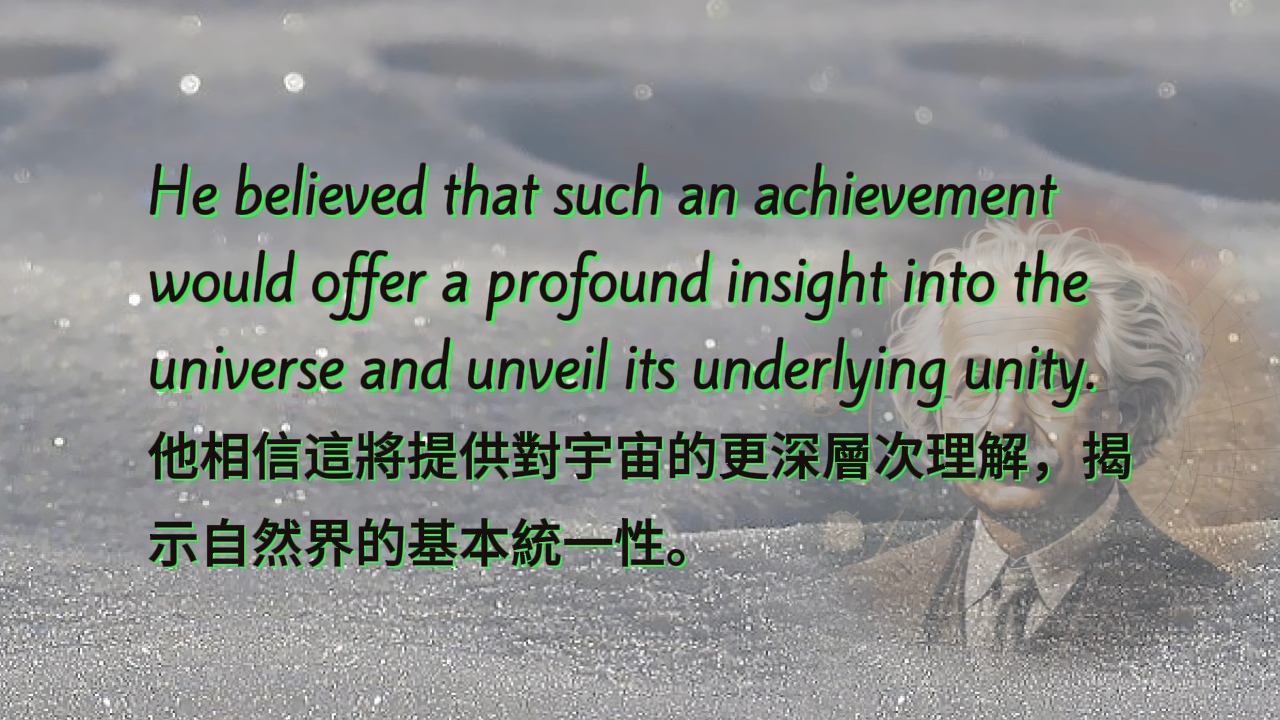 He believed that such an achievement
would offer a profound insight into the
universe and unveil its underlying unity.
他相信這將提供對宇宙的更深層次理解，揭
示自然界的基本統一性。